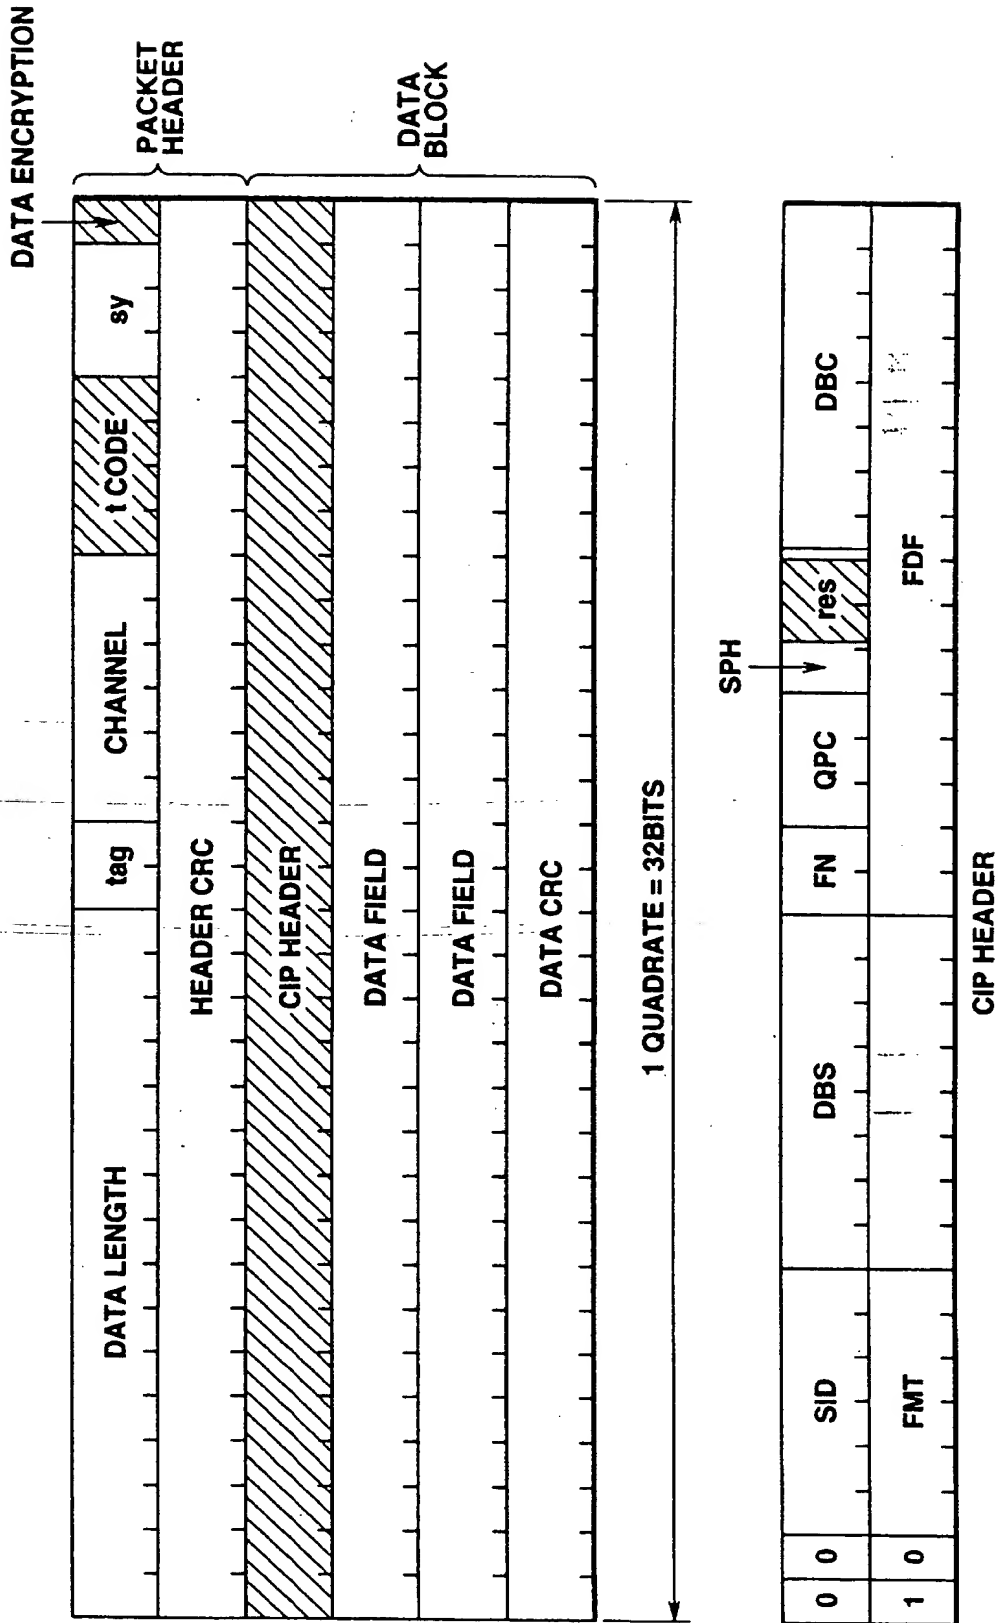 DATA ENCRYPTION
DATA LENGTH
tag
CHANNEL
t CODE
sy
PACKET
HEADER
HEADER CRC
CIP HEADER
DATA FIELD
DATA FIELD
DATA CRC
DATA
BLOCK
1 QUADRATE = 32BITS
SPH
0
0
SID
DBS
FN
QPC
res
DBC
1
0
FMT
FDF
CIP HEADER